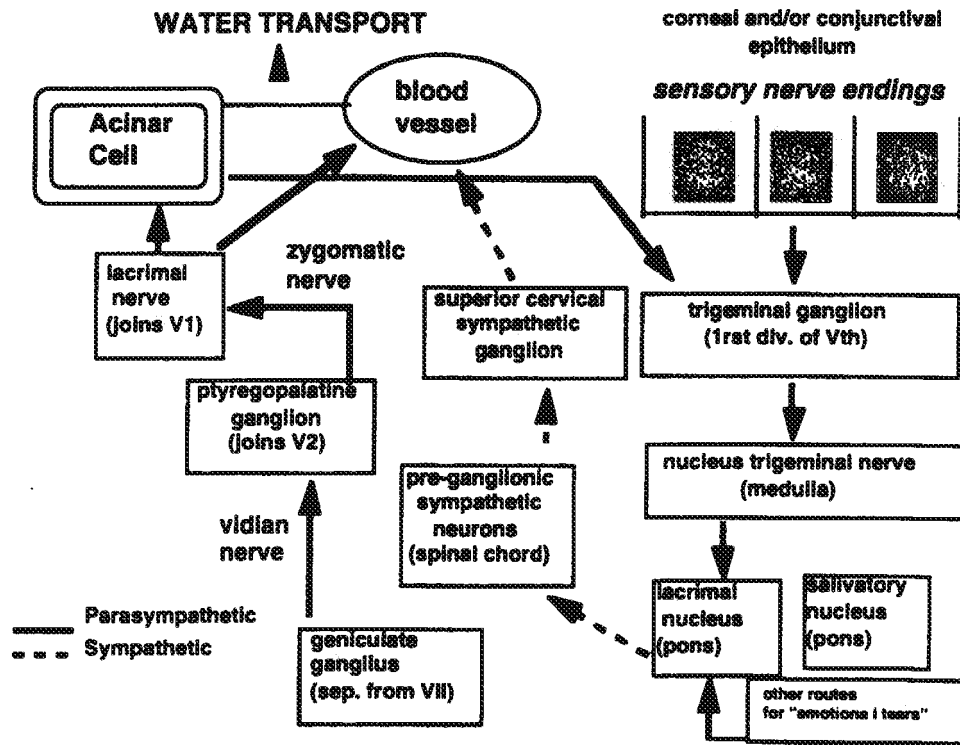 WATER TRANSPORT
corneal and/or conjunctival
epithelium
sensory nerve endings
blood
vessel
Acinar
Cell
zygomatic
nerve
lacrimal
nerve
(joins V1)
superior cervical
sympathetic
ganglion
trigeminal ganglion
(1rst div. of Vth)
ptyregopalatine
ganglion
(joins V2)
nucleus trigeminal nerve
(medulla)
pre-ganglionic
sympathetic
neurons
(spinal chord)
vidian
nerve
lacrimal
nucleus
(pons)
salivatory
nucleus
(pons)
Parasympathetic
Sympathetic
geniculate
ganglius
(sep. from VII)
other routes
for "emotiona l tears"